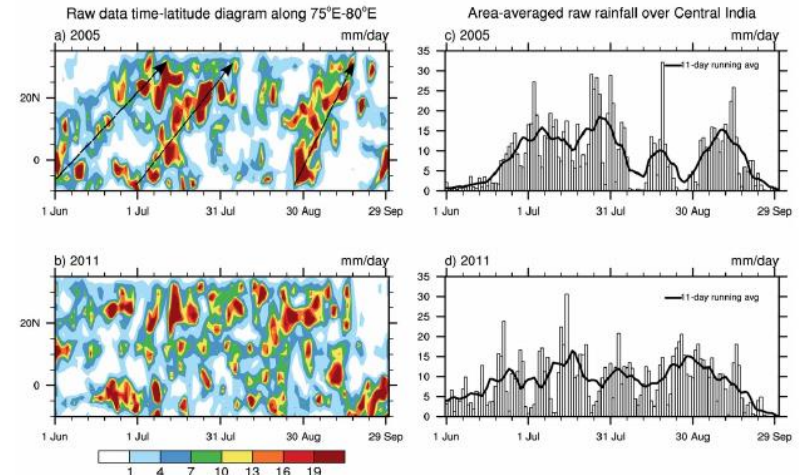 Raw data time-latitude diagram along 75°E-80°E
a) 2005 mm/day
20N
0
1 Jun 1 Jul 31 Jul 30 Aug 29 Sep
b) 2011 mm/day
20N
0
1 Jun 1 Jul 31 Jul 30 Aug 29 Sep
1 4 7 10 13 16 19
Area-averaged raw rainfall over Central India
c) 2005 mm/day
35
30
25
20
15
10
5
0
11-day running avg
1 Jun 1 Jul 31 Jul 30 Aug 29 Sep
d) 2011 mm/day
35
30
25
20
15
10
5
0
11-day running avg
1 Jun 1 Jul 31 Jul 30 Aug 29 Sep